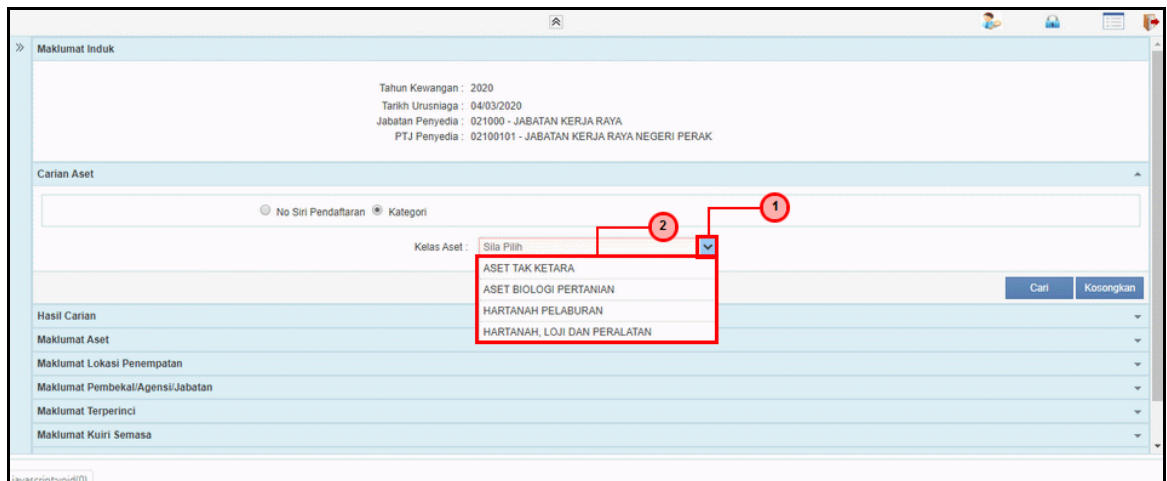 Maklumat Induk
Tahun Kewangan : 2020
Tarikh Urusniaga : 04/03/2020
Jabatan Penyedia : 021000 - JABATAN KERJA RAYA
PTJ Penyedia : 02100101 - JABATAN KERJA RAYA NEGERI PERAK
Carian Aset
No Siri Pendaftaran Kategori
1
2
Kelas Aset : Sila Pilih
ASET TAK KETARA
ASET BIOLOGI PERTANIAN
HARTANAH PELABURAN
HARTANAH, LOJI DAN PERALATAN
Cari Kosongkan
Hasil Carian
Maklumat Aset
Maklumat Lokasi Penempatan
Maklumat Pembekal/Agensi/Jabatan
Maklumat Terperinci
Maklumat Kuiri Semasa